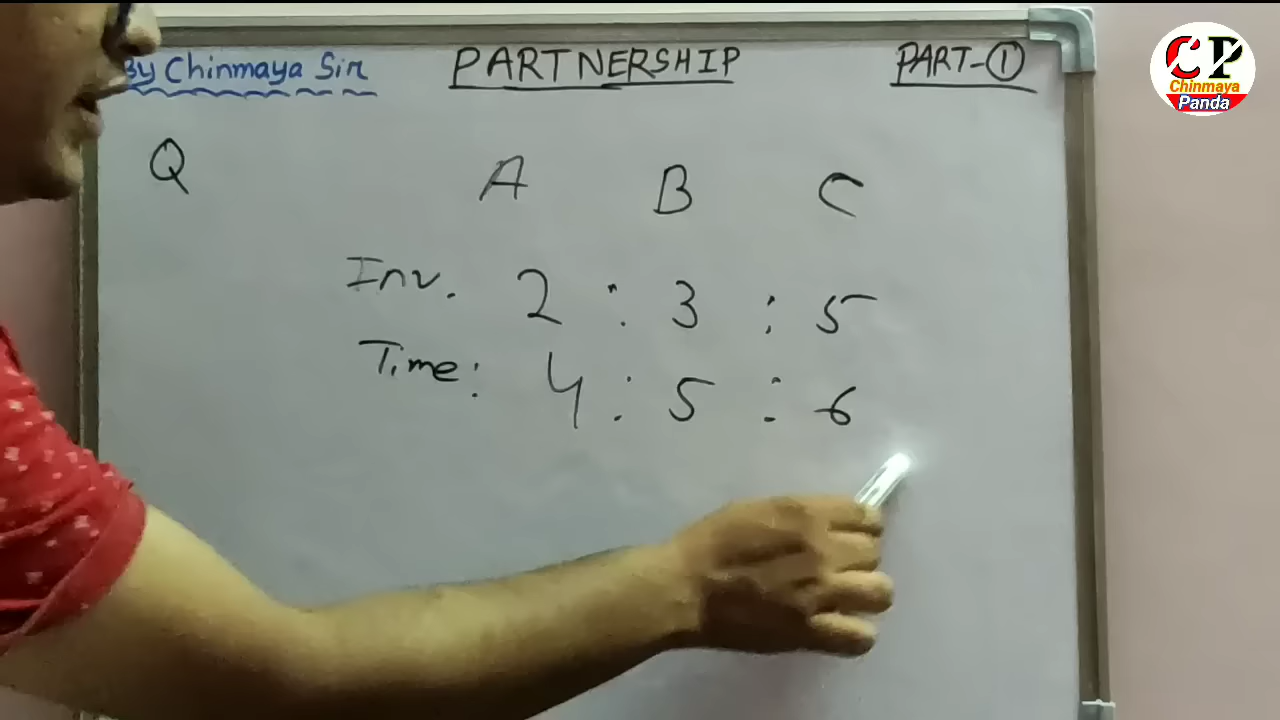 By Chinmaya Sir PARTNERSHIP PART-①
CP
Chinmaya
Panda
Q A B C
Inv. 2 : 3 : 5
Time: 4 : 5 : 6